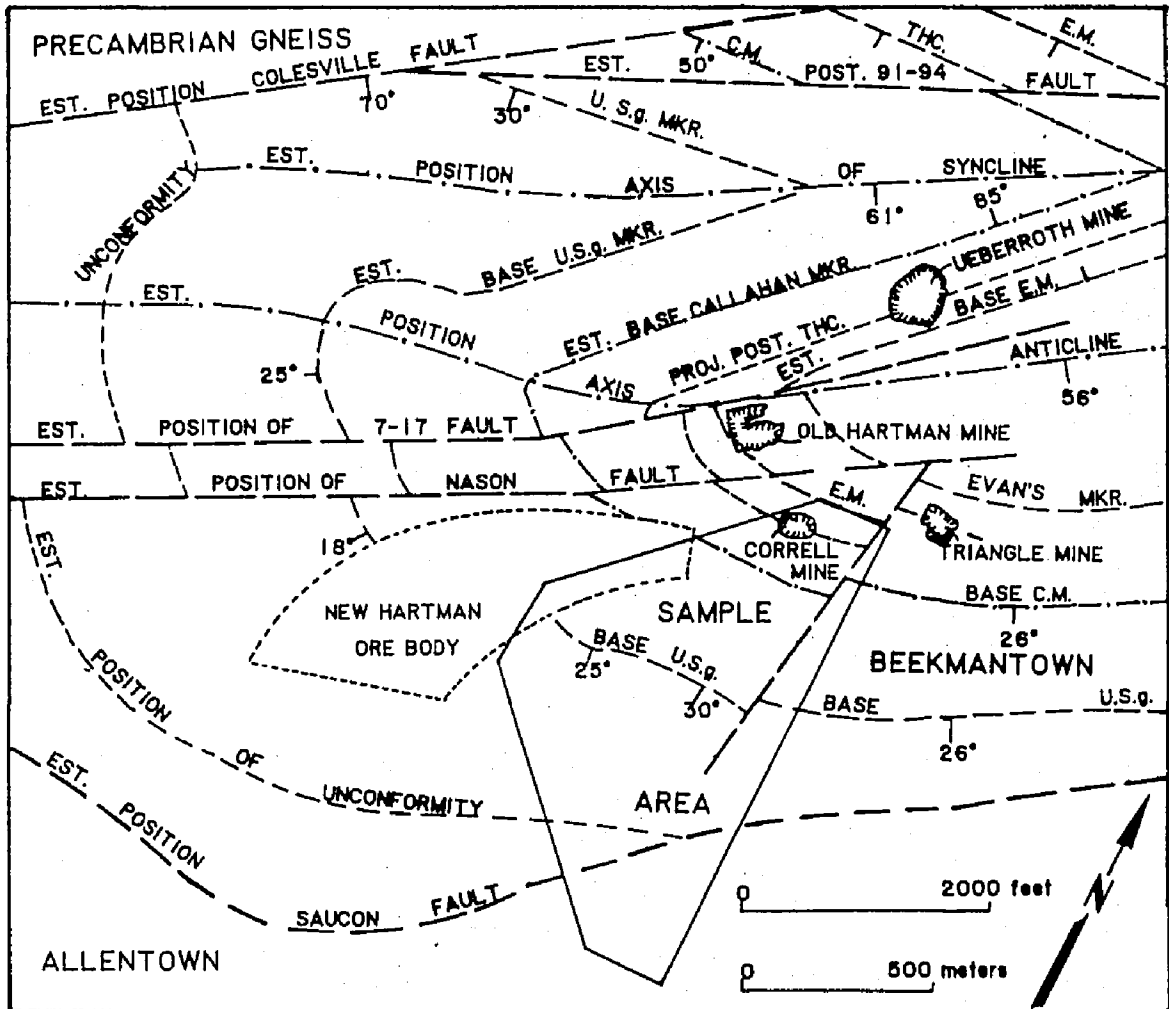 PRECAMBRIAN GNEISS
EST. POSITION COLESVILLE FAULT
70°
50°
C.M.
THC.
E.M.
EST. POST. 91-94 FAULT
30°
U.S.g. MKR.
EST. POSITION AXIS OF SYNCLINE
61°
85°
UNCONFORMITY
EST. BASE U.S.g. MKR.
UEBERROTH MINE
EST. BASE CALLAHAN MKR.
EST. BASE E.M.
PROJ. POST. THC.
EST. POSITION AXIS ANTICLINE
56°
25°
EST. POSITION OF 7-17 FAULT
OLD HARTMAN MINE
EST. POSITION OF NASON FAULT
E.M.
EVAN'S MKR.
18°
CORRELL
MINE
TRIANGLE MINE
BASE C.M.
26°
NEW HARTMAN
ORE BODY
SAMPLE
AREA
BASE U.S.g.
25°
30°
BEEKMANTOWN
BASE U.S.g.
26°
EST. POSITION OF UNCONFORMITY
EST. POSITION SAUCON FAULT
ALLENTOWN
0 2000 feet
0 500 meters
N